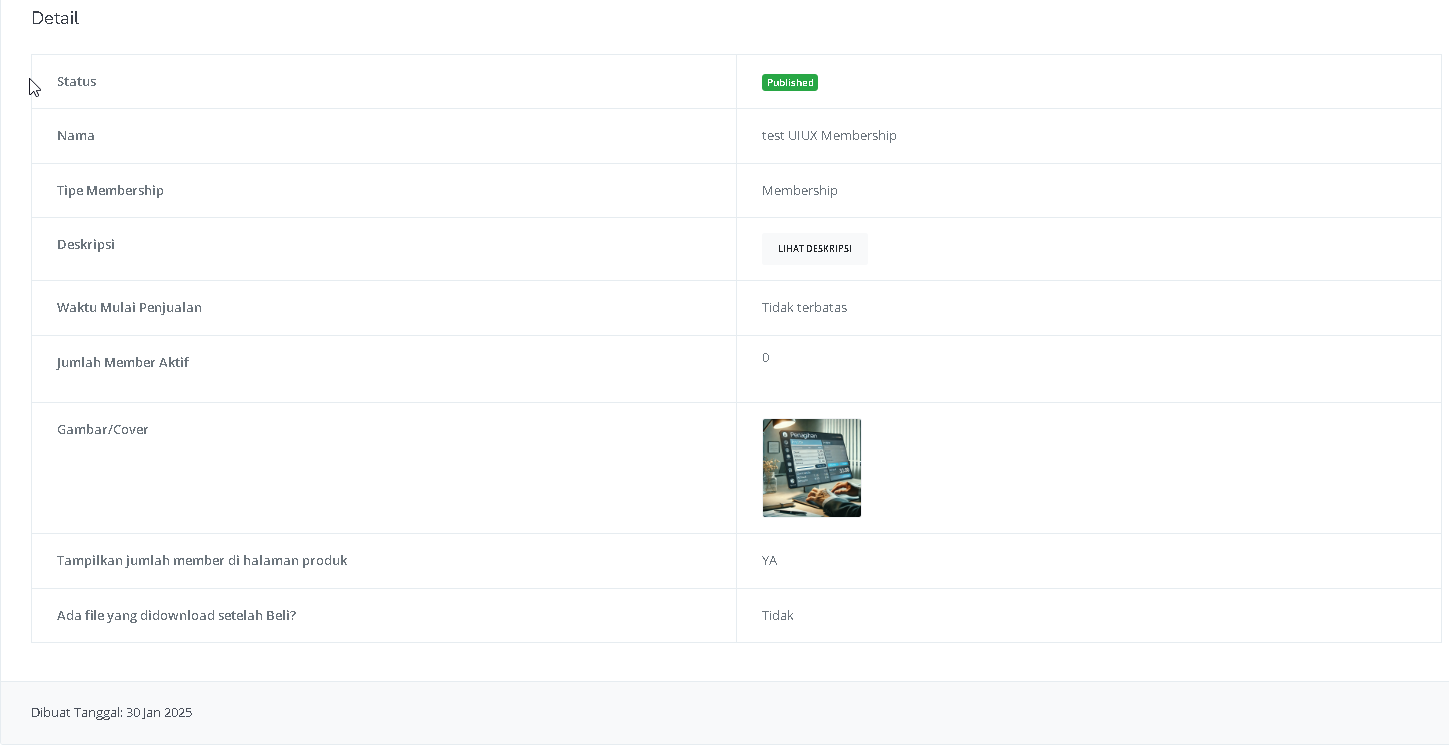 Detail
Status
Published
Nama
test UIUX Membership
Tipe Membership
Membership
Deskripsi
LIHAT DESKRIPSI
Waktu Mulai Penjualan
Tidak terbatas
Jumlah Member Aktif
0
Gambar/Cover
Tampilkan jumlah member di halaman produk
YA
Ada file yang didownload setelah Beli?
Tidak
Dibuat Tanggal: 30 Jan 2025